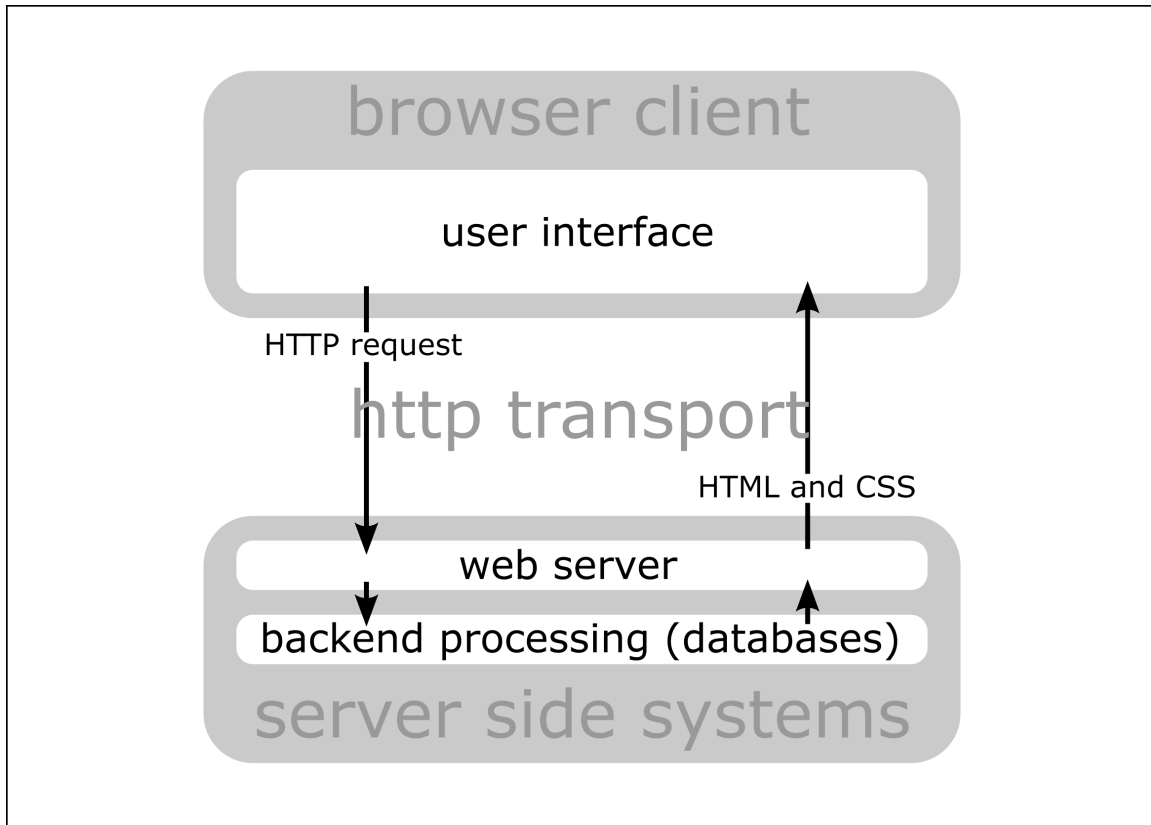 browser client
user interface
HTTP request
http transport
HTML and CSS
web server
backend processing (databases)
server side systems